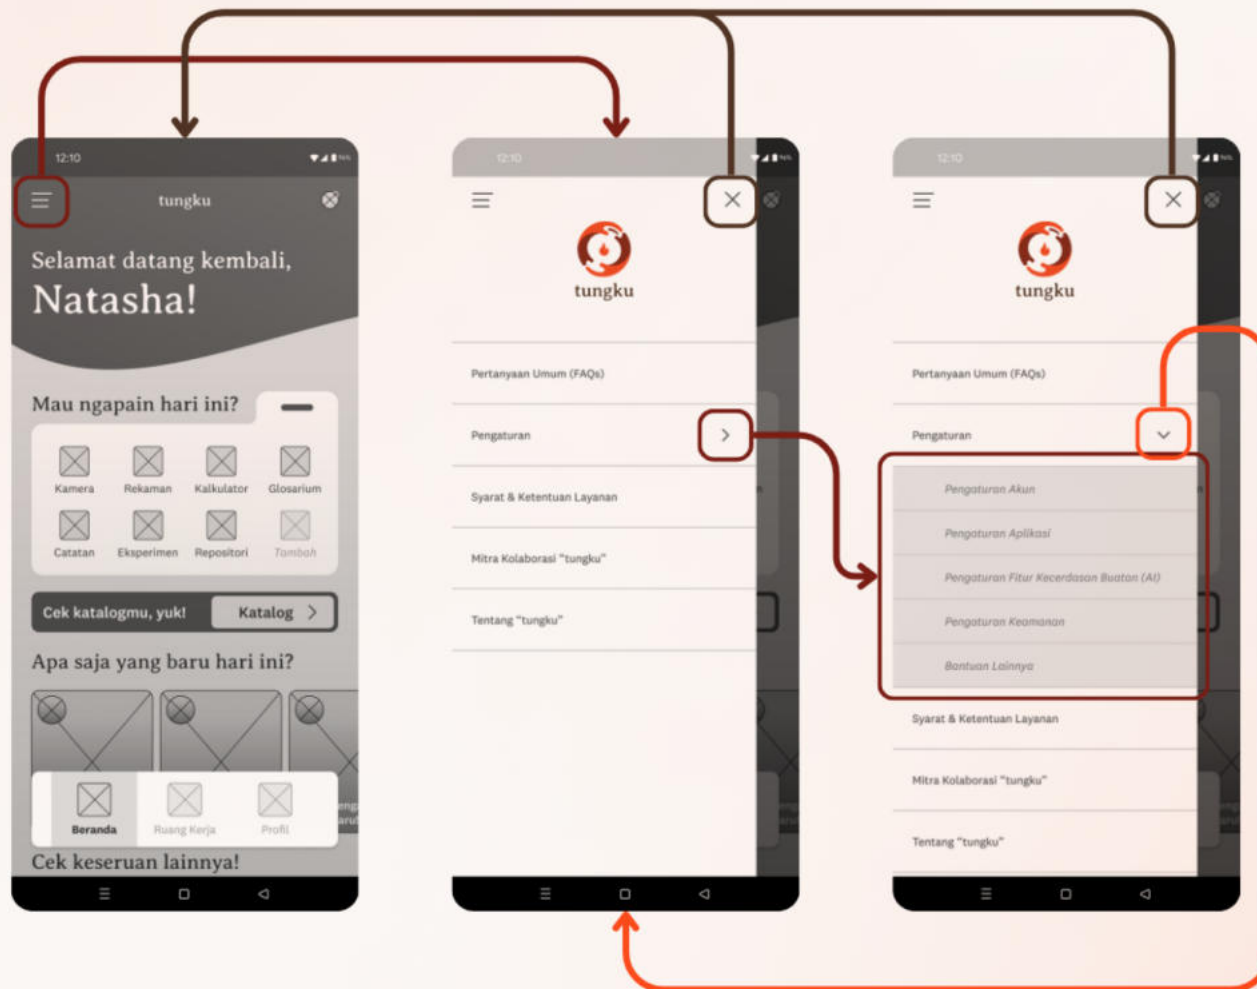 12:10
tungku
Selamat datang kembali,
Natasha!
Mau ngapain hari ini?
Kamera Rekaman Kalkulator Glosarium
Catatan Eksperimen Repositori Tambah
Cek katalogmu, yuk! Katalog >
Apa saja yang baru hari ini?
Beranda Ruang Kerja Profil
Cek keseruan lainnya!
12:10
tungku
Pertanyaan Umum (FAQs)
Pengaturan
Syarat & Ketentuan Layanan
Mitra Kolaborasi "tungku"
Tentang "tungku"
12:10
tungku
Pertanyaan Umum (FAQs)
Pengaturan
Pengaturan Akun
Pengaturan Aplikasi
Pengaturan Fitur Kecerdasan Buatan (AI)
Pengaturan Keamanan
Bantuan Lainnya
Syarat & Ketentuan Layanan
Mitra Kolaborasi "tungku"
Tentang "tungku"